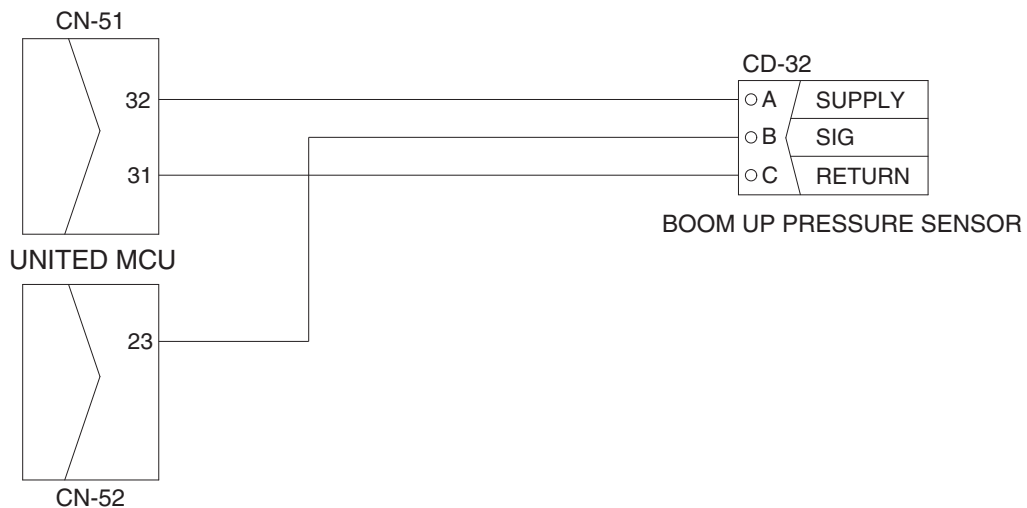 CN-51
32
31
UNITED MCU
23
CN-52
CD-32
A SUPPLY
B SIG
C RETURN
BOOM UP PRESSURE SENSOR